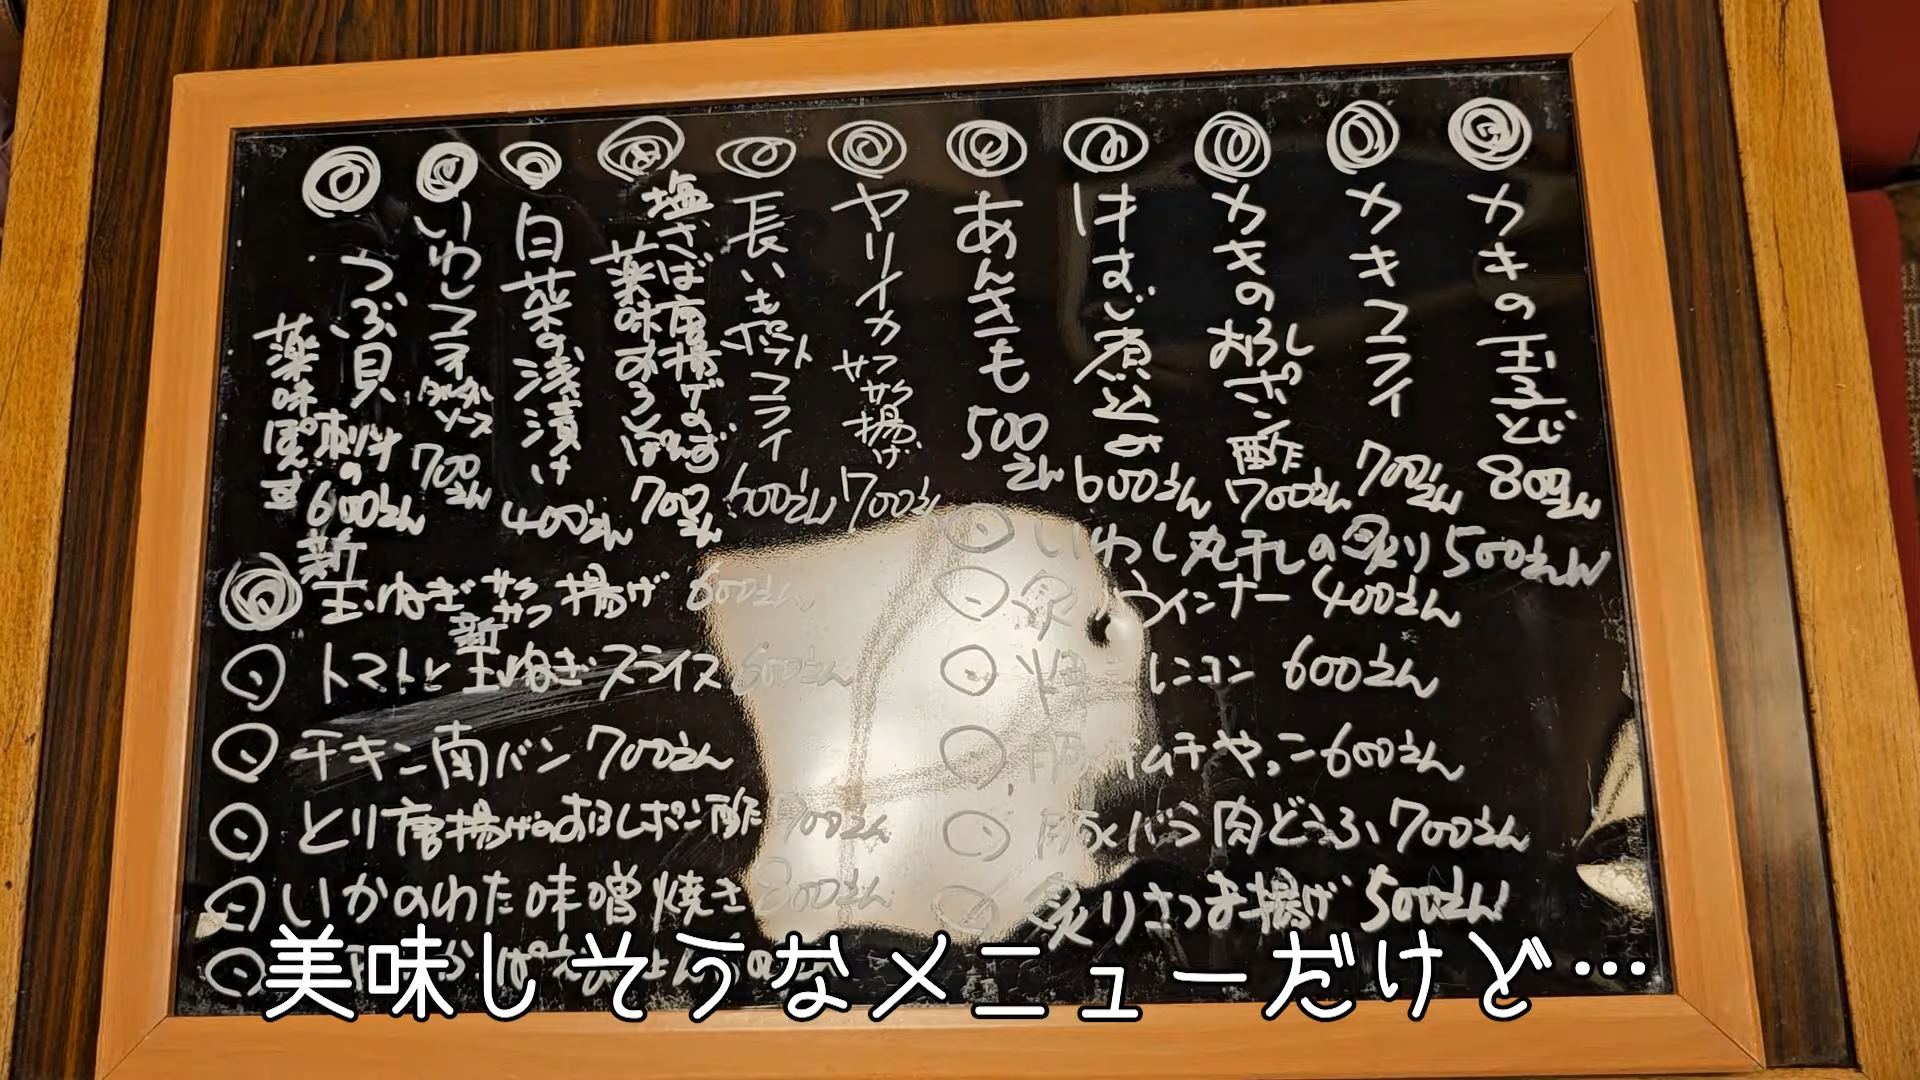 かきの玉子とじ 800えん
カキフライ 700えん
かきのおろしポン酢 700えん
はすご煮込み 600えん
あんきも 500えん
ヤリイカサクサク揚げ 700えん
長いもポテトフライ 600えん
塩さば唐揚げの薬味おろしぽんず 700えん
白菜の浅漬け 400えん
いわしフライ タルタルソース 700えん
つぶ貝刺身の薬味ぽん酢 600えん
新玉ねぎサクサク揚げ 600えん
トマトと新玉ねぎスライス 600えん
チキン南バン 700えん
とり唐揚げのおろしポン酢 700えん
いかのわた味噌焼き 800えん
いわし丸干しの炙り 500えん
炙りウインナー 400えん
焼き レンコン 600えん
豚キムチやっこ 600えん
豚バラ肉どうふ 700えん
炙りさつま揚げ 500えん
美味しそうなメニューだけど…